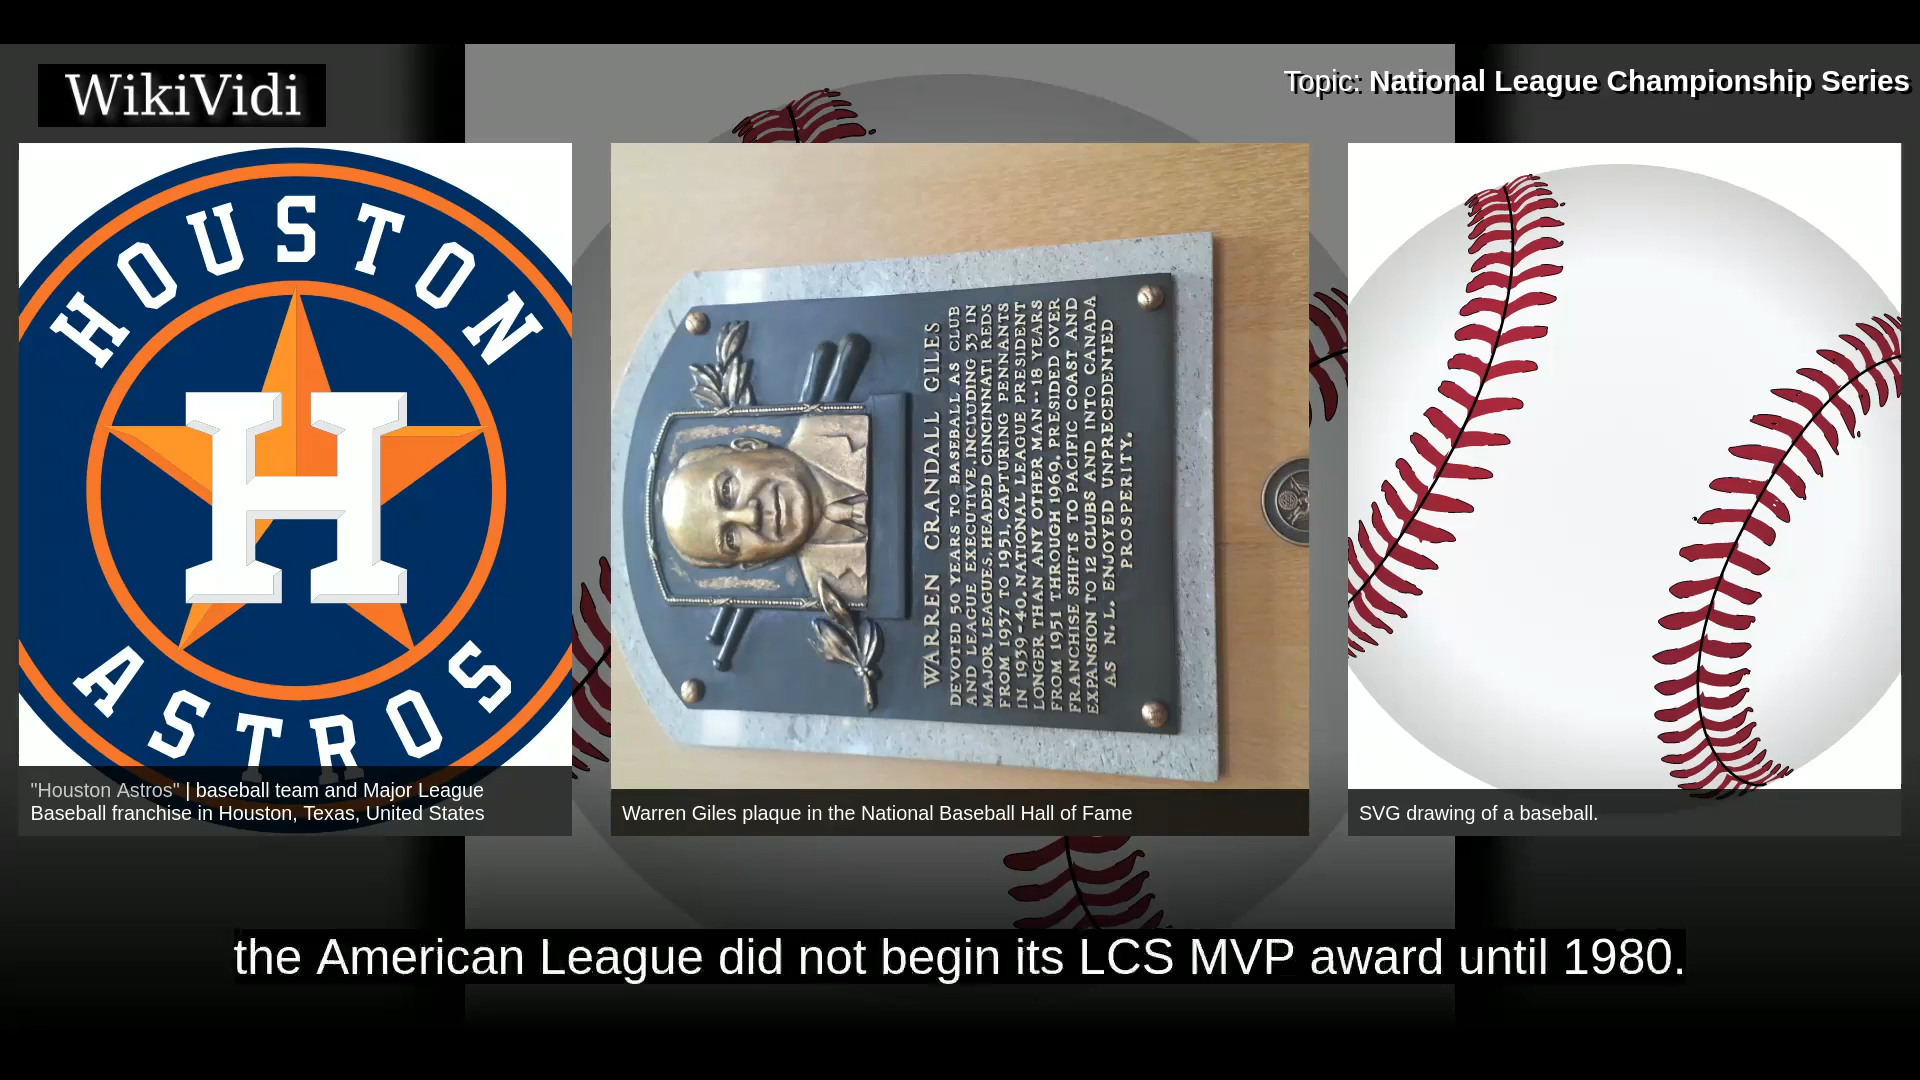 WikiVidi
Topic: National League Championship Series
HOUSTON
ASTROS
"Houston Astros" | baseball team and Major League
Baseball franchise in Houston, Texas, United States
WARREN CRANDALL GILES
DEVOTED 50 YEARS TO BASEBALL AS CLUB
AND LEAGUE EXECUTIVE, INCLUDING 33 IN
MAJOR LEAGUES. HEADED CINCINNATI REDS
FROM 1937 TO 1951, CAPTURING PENNANTS
IN 1939-40. NATIONAL LEAGUE PRESIDENT
LONGER THAN ANY OTHER MAN--18 YEARS
FROM 1951 THROUGH 1969. PRESIDED OVER
FRANCHISE SHIFTS TO PACIFIC COAST AND
EXPANSION TO 12 CLUBS AND INTO CANADA
AS N. L. ENJOYED UNPRECEDENTED
PROSPERITY.
Warren Giles plaque in the National Baseball Hall of Fame
SVG drawing of a baseball.
the American League did not begin its LCS MVP award until 1980.